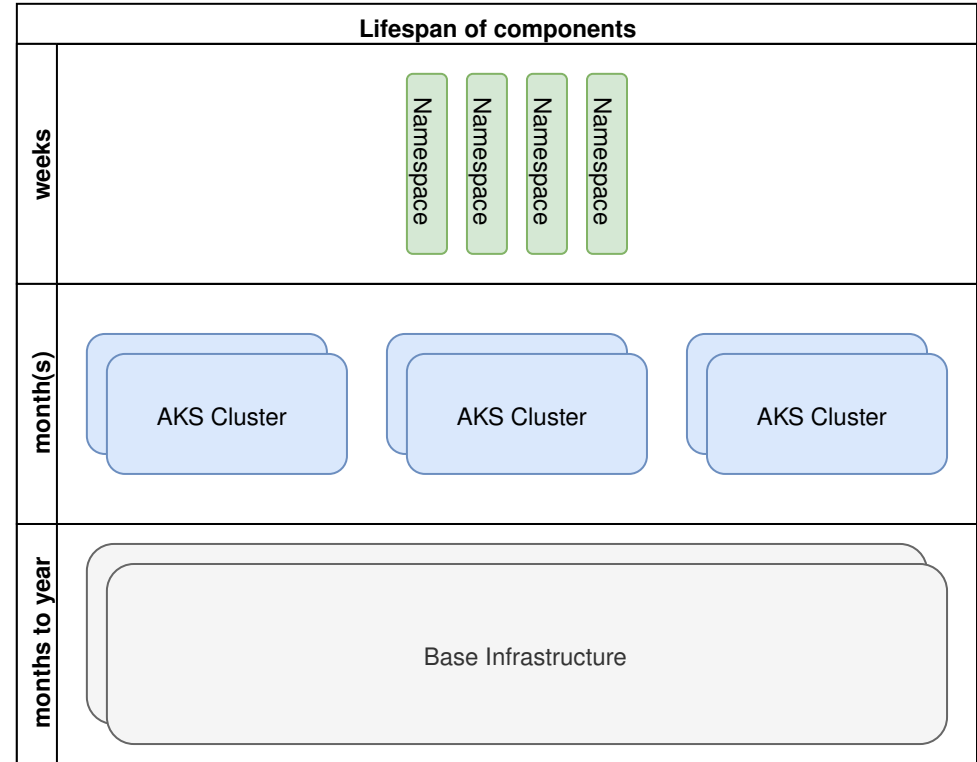 Lifespan of components
weeks
Namespace
Namespace
Namespace
Namespace
month(s)
AKS Cluster
AKS Cluster
AKS Cluster
months to year
Base Infrastructure